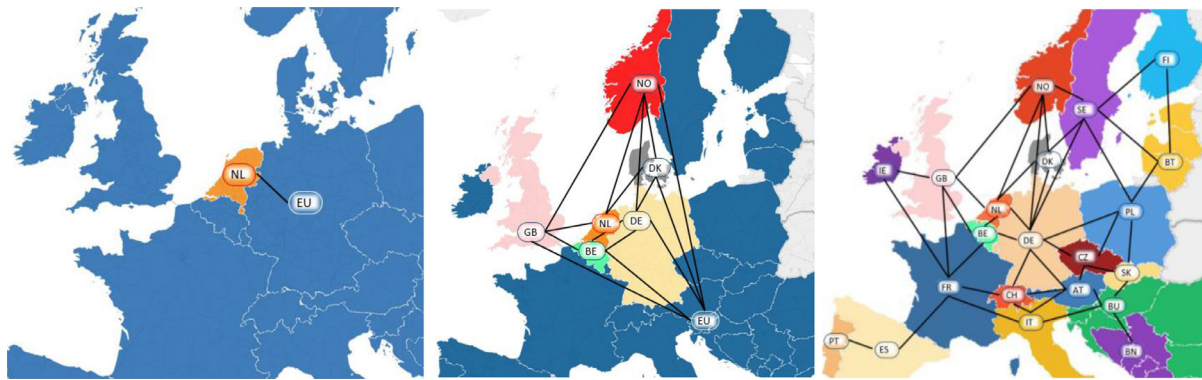 NL
EU
NO
DK
GB
NL
DE
BE
EU
FI
NO
SE
DK
BT
IE
GB
NL
PL
BE
DE
CZ
SK
FR
CH
AT
BU
IT
PT
ES
BN